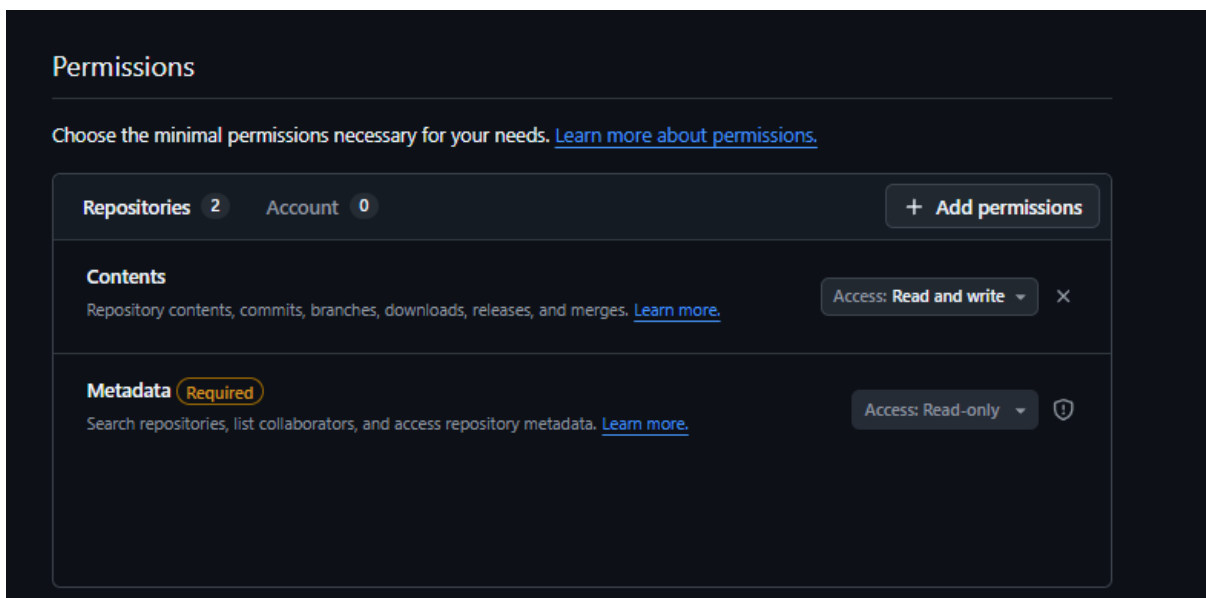 Permissions
Choose the minimal permissions necessary for your needs. Learn more about permissions.
Repositories 2 Account 0 + Add permissions
Contents
Access: Read and write
Repository contents, commits, branches, downloads, releases, and merges. Learn more.
Metadata Required
Access: Read-only
Search repositories, list collaborators, and access repository metadata. Learn more.